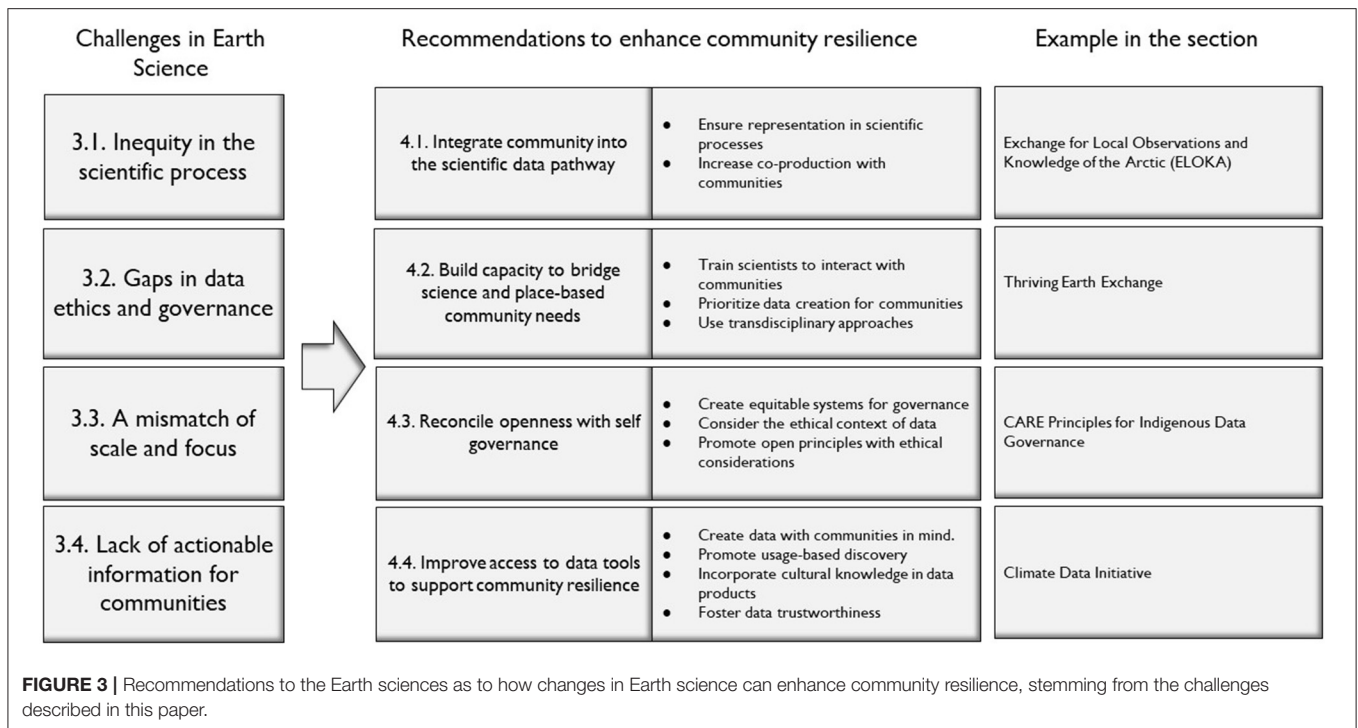 Challenges in Earth
Science
Recommendations to enhance community resilience
Example in the section
3.1. Inequity in the
scientific process
4.1. Integrate community into
the scientific data pathway
● Ensure representation in scientific
processes
● Increase co-production with
communities
Exchange for Local Observations and
Knowledge of the Arctic (ELOKA)
3.2. Gaps in data
ethics and governance
4.2. Build capacity to bridge
science and place-based
community needs
● Train scientists to interact with
communities
● Prioritize data creation for communities
● Use transdisciplinary approaches
Thriving Earth Exchange
3.3. A mismatch of
scale and focus
4.3. Reconcile openness with self
governance
● Create equitable systems for governance
● Consider the ethical context of data
● Promote open principles with ethical
considerations
CARE Principles for Indigenous Data
Governance
3.4. Lack of actionable
information for
communities
4.4. Improve access to data tools
to support community resilience
● Create data with communities in mind.
● Promote usage-based discovery
● Incorporate cultural knowledge in data
products
● Foster data trustworthiness
Climate Data Initiative
FIGURE 3 | Recommendations to the Earth sciences as to how changes in Earth science can enhance community resilience, stemming from the challenges
described in this paper.